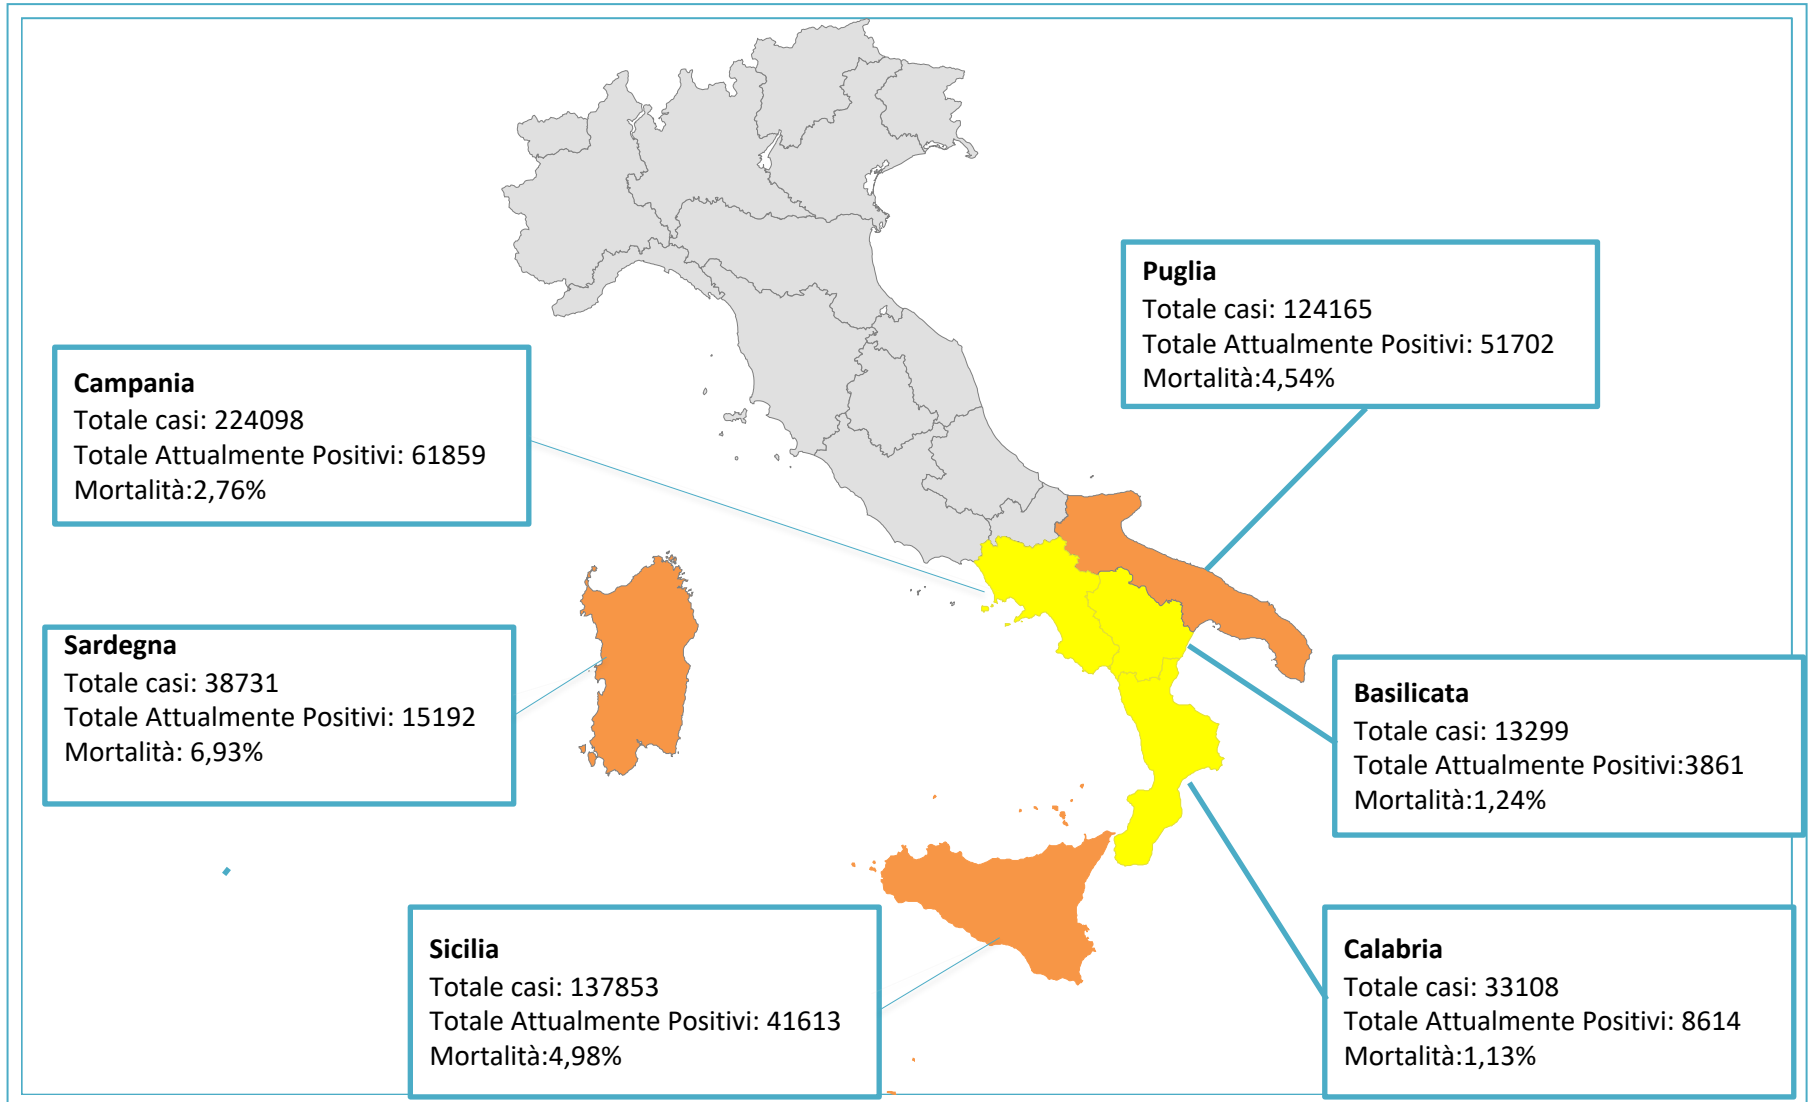 Puglia
Totale casi: 124165
Totale Attualmente Positivi: 51702
Mortalità:4,54%
Campania
Totale casi: 224098
Totale Attualmente Positivi: 61859
Mortalità:2,76%
Sardegna
Totale casi: 38731
Totale Attualmente Positivi: 15192
Mortalità: 6,93%
Basilicata
Totale casi: 13299
Totale Attualmente Positivi:3861
Mortalità:1,24%
Sicilia
Totale casi: 137853
Totale Attualmente Positivi: 41613
Mortalità:4,98%
Calabria
Totale casi: 33108
Totale Attualmente Positivi: 8614
Mortalità:1,13%